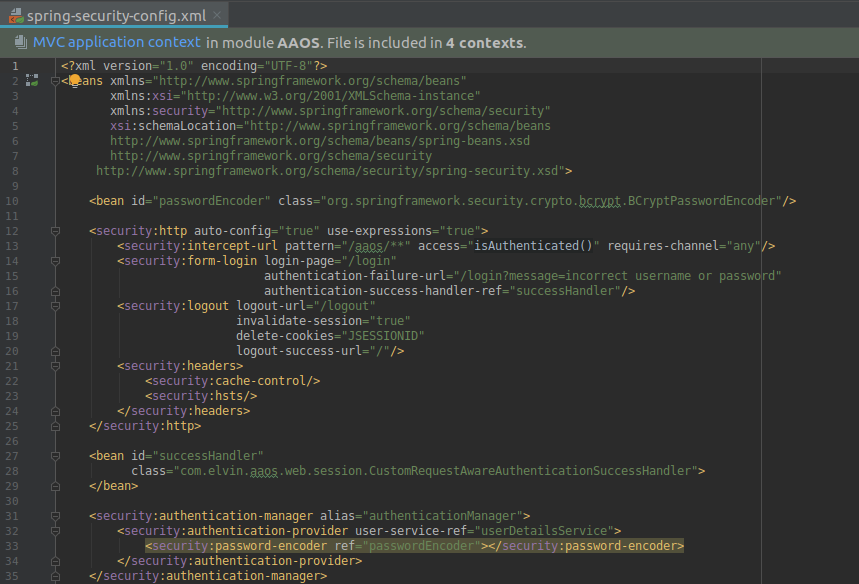 spring-security-config.xml
MVC application context in module AAOS. File is included in 4 contexts.
1 <?xml version="1.0" encoding="UTF-8"?>
2 <beans xmlns="http://www.springframework.org/schema/beans"
3 xmlns:xsi="http://www.w3.org/2001/XMLSchema-instance"
4 xmlns:security="http://www.springframework.org/schema/security"
5 xsi:schemaLocation="http://www.springframework.org/schema/beans
6 http://www.springframework.org/schema/beans/spring-beans.xsd
7 http://www.springframework.org/schema/security
8 http://www.springframework.org/schema/security/spring-security.xsd">
9
10 <bean id="passwordEncoder" class="org.springframework.security.crypto.bcrypt.BCryptPasswordEncoder"/>
11
12 <security:http auto-config="true" use-expressions="true">
13 <security:intercept-url pattern="/aaos/**" access="isAuthenticated()" requires-channel="any"/>
14 <security:form-login login-page="/login"
15 authentication-failure-url="/login?message=incorrect username or password"
16 authentication-success-handler-ref="successHandler"/>
17 <security:logout logout-url="/logout"
18 invalidate-session="true"
19 delete-cookies="JSESSIONID"
20 logout-success-url="/"/>
21 <security:headers>
22 <security:cache-control/>
23 <security:hsts/>
24 </security:headers>
25 </security:http>
26
27 <bean id="successHandler"
28 class="com.elvin.aaos.web.session.CustomRequestAwareAuthenticationSuccessHandler">
29 </bean>
30
31 <security:authentication-manager alias="authenticationManager">
32 <security:authentication-provider user-service-ref="userDetailsService">
33 <security:password-encoder ref="passwordEncoder"></security:password-encoder>
34 </security:authentication-provider>
35 </security:authentication-manager>